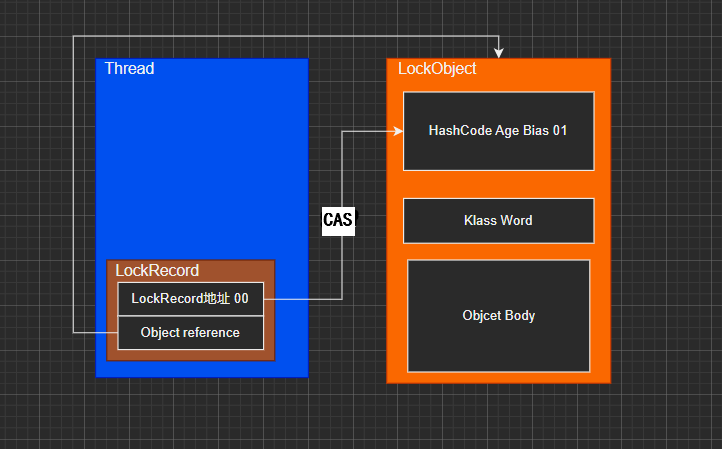 Thread
LockObject
HashCode Age Bias 01
CAS
Klass Word
LockRecord
LockRecord地址 00
Object reference
Objcet Body